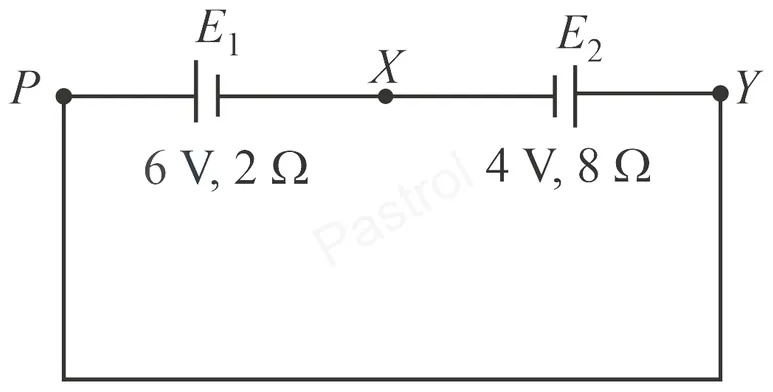 E₁
E₂
P
X
Y
6 V, 2 Ω
4 V, 8 Ω
Pastrol